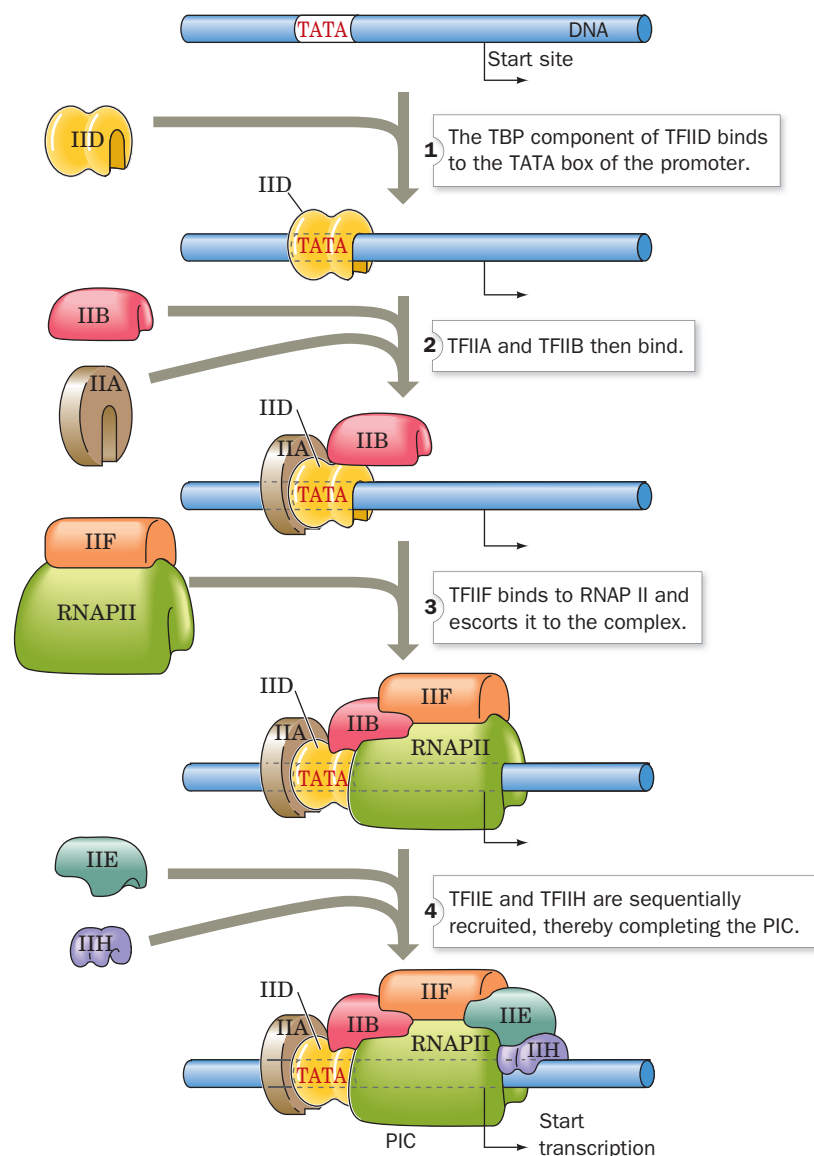 TATA
DNA
Start site
IID
1 The TBP component of TFIID binds
to the TATA box of the promoter.
IID
TATA
IIB
2 TFIIA and TFIIB then bind.
IIA
IID
IIA
IIB
TATA
IIF
RNAPII
3 TFIIF binds to RNAP II and
escorts it to the complex.
IID
IIF
IIB
IIA
RNAPII
TATA
IIE
4 TFIIE and TFIIH are sequentially
recruited, thereby completing the PIC.
IIH
IID
IIF
IIE
IIB
IIA
RNAPII
IIH
TATA
PIC
Start
transcription